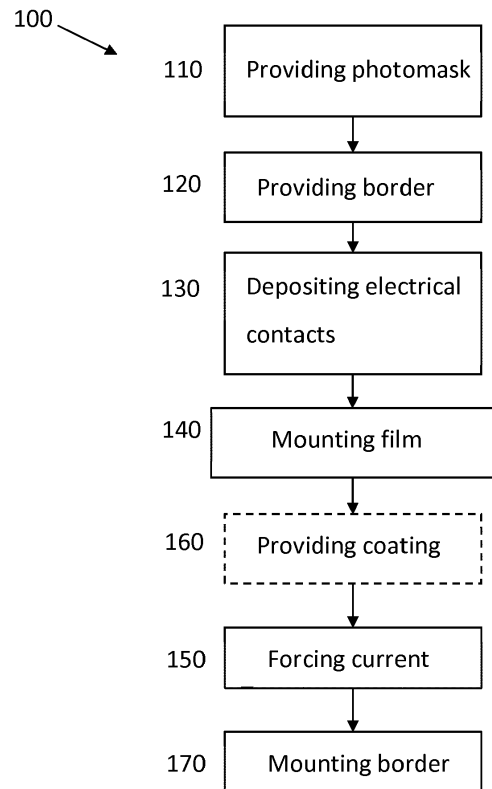 100
110
Providing photomask
120
Providing border
130
Depositing electrical
contacts
140
Mounting film
160
Providing coating
150
Forcing current
170
Mounting border